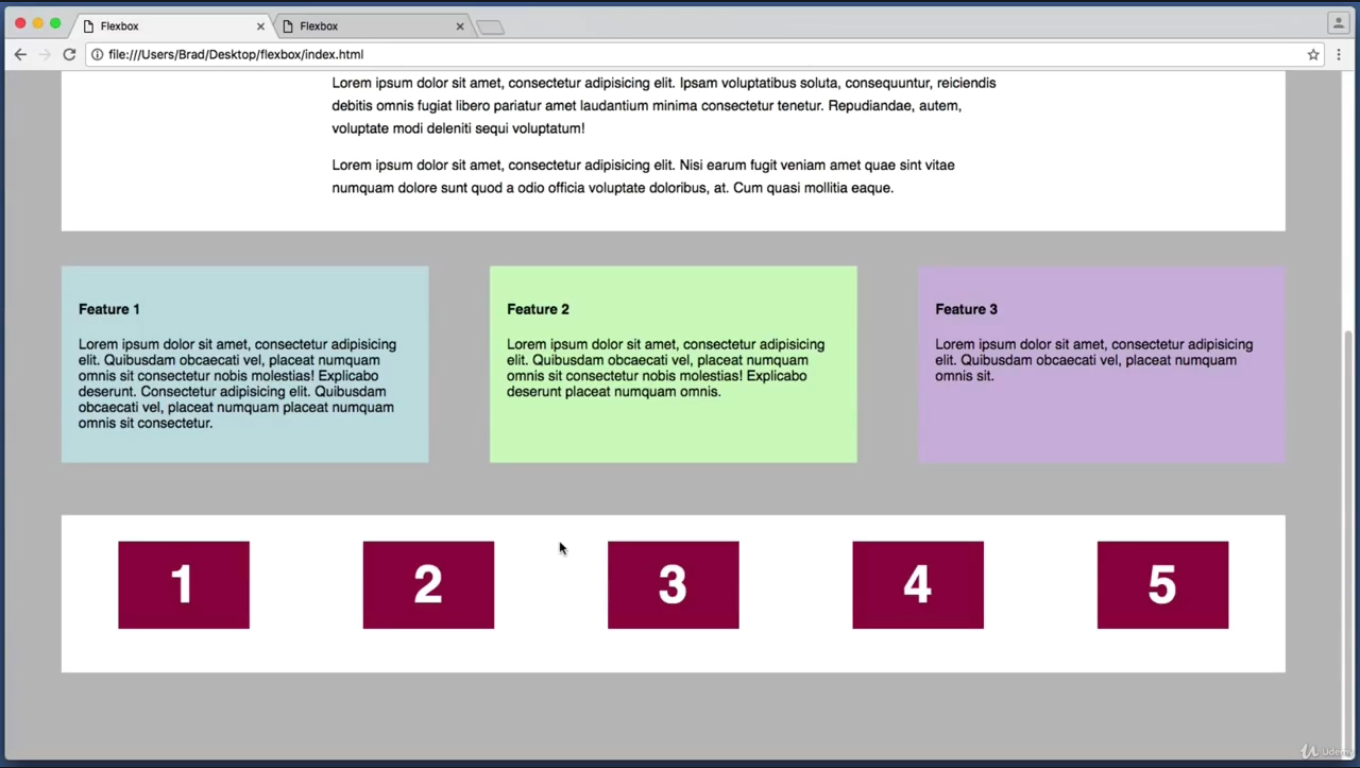 Flexbox
Flexbox
file:///Users/Brad/Desktop/flexbox/index.html
Lorem ipsum dolor sit amet, consectetur adipisicing elit. Ipsam voluptatibus soluta, consequuntur, reiciendis
debitis omnis fugiat libero pariatur amet laudantium minima consectetur tenetur. Repudiandae, autem,
voluptate modi deleniti sequi voluptatum!
Lorem ipsum dolor sit amet, consectetur adipisicing elit. Nisi earum fugit veniam amet quae sint vitae
numquam dolore sunt quod a odio officia voluptate doloribus, at. Cum quasi mollitia eaque.
Feature 1
Lorem ipsum dolor sit amet, consectetur adipisicing
elit. Quibusdam obcaecati vel, placeat numquam
omnis sit consectetur nobis molestias! Explicabo
deserunt. Consectetur adipisicing elit. Quibusdam
obcaecati vel, placeat numquam placeat numquam
omnis sit consectetur.
Feature 2
Lorem ipsum dolor sit amet, consectetur adipisicing
elit. Quibusdam obcaecati vel, placeat numquam
omnis sit consectetur nobis molestias! Explicabo
deserunt placeat numquam omnis.
Feature 3
Lorem ipsum dolor sit amet, consectetur adipisicing
elit. Quibusdam obcaecati vel, placeat numquam
omnis sit.
1
2
3
4
5